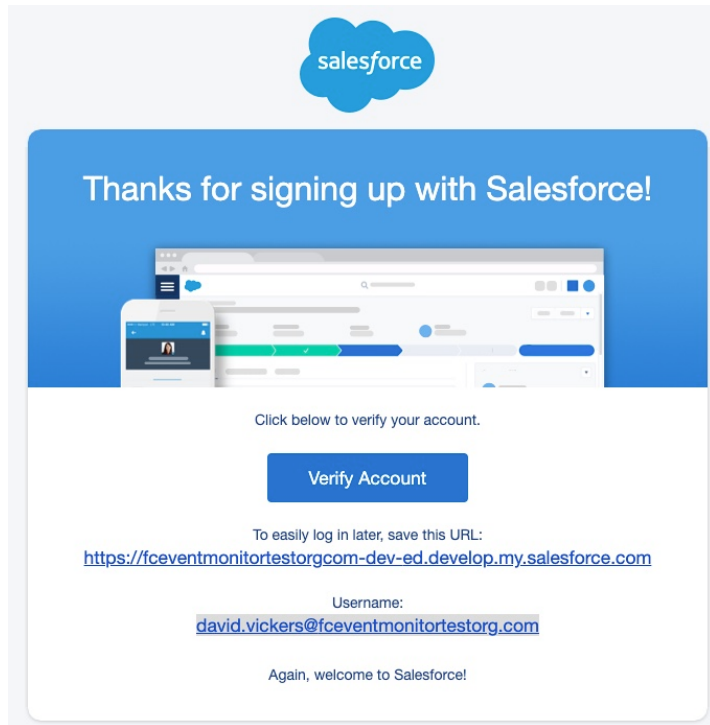 salesforce
Thanks for signing up with Salesforce!
Click below to verify your account.
Verify Account
To easily log in later, save this URL:
https://fceventmonitortestorgcom-dev-ed.develop.my.salesforce.com
Username:
david.vickers@fceventmonitortestorg.com
Again, welcome to Salesforce!